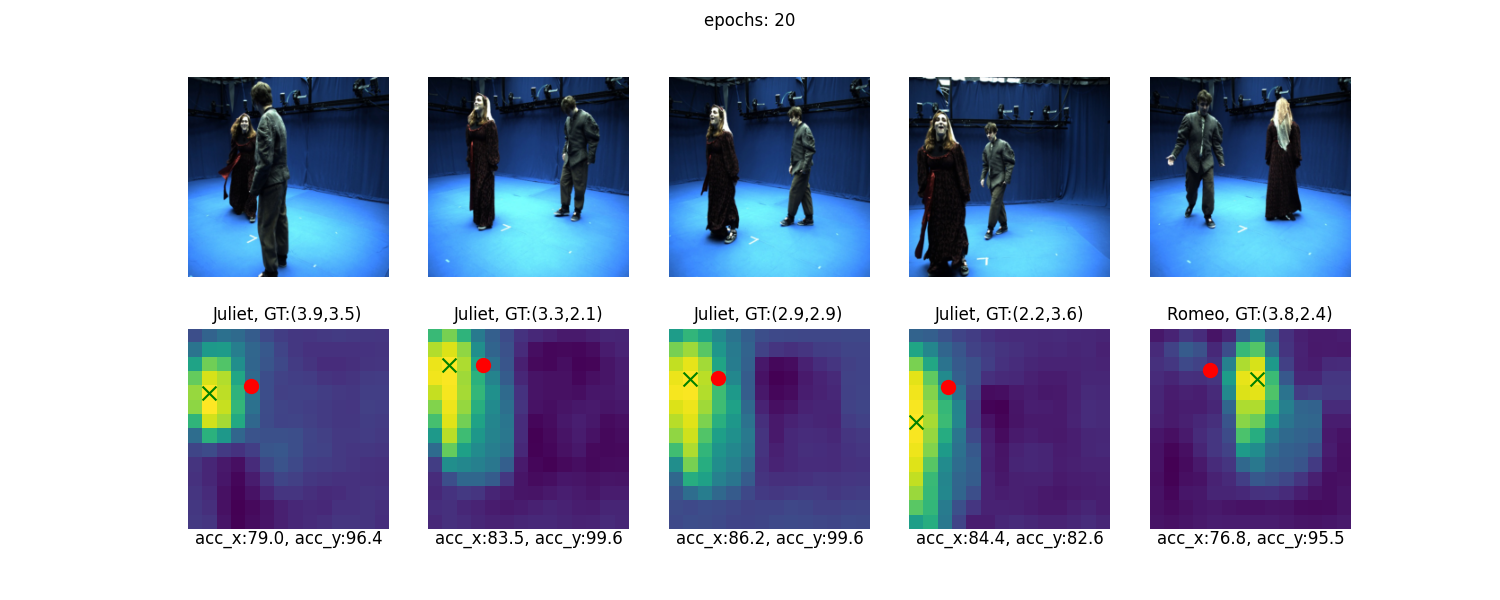 epochs: 20
Juliet, GT:(3.9,3.5)
Juliet, GT:(3.3,2.1)
Juliet, GT:(2.9,2.9)
Juliet, GT:(2.2,3.6)
Romeo, GT:(3.8,2.4)
acc_x:79.0, acc_y:96.4
acc_x:83.5, acc_y:99.6
acc_x:86.2, acc_y:99.6
acc_x:84.4, acc_y:82.6
acc_x:76.8, acc_y:95.5